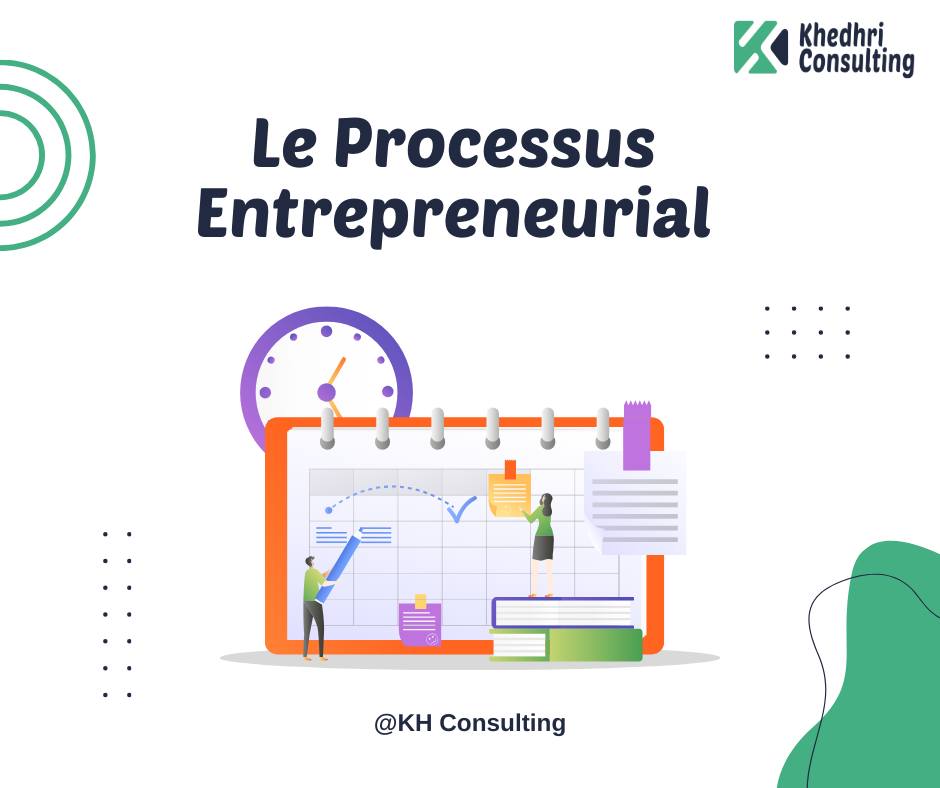 Khedhri
Consulting
Le Processus
Entrepreneurial
@KH Consulting